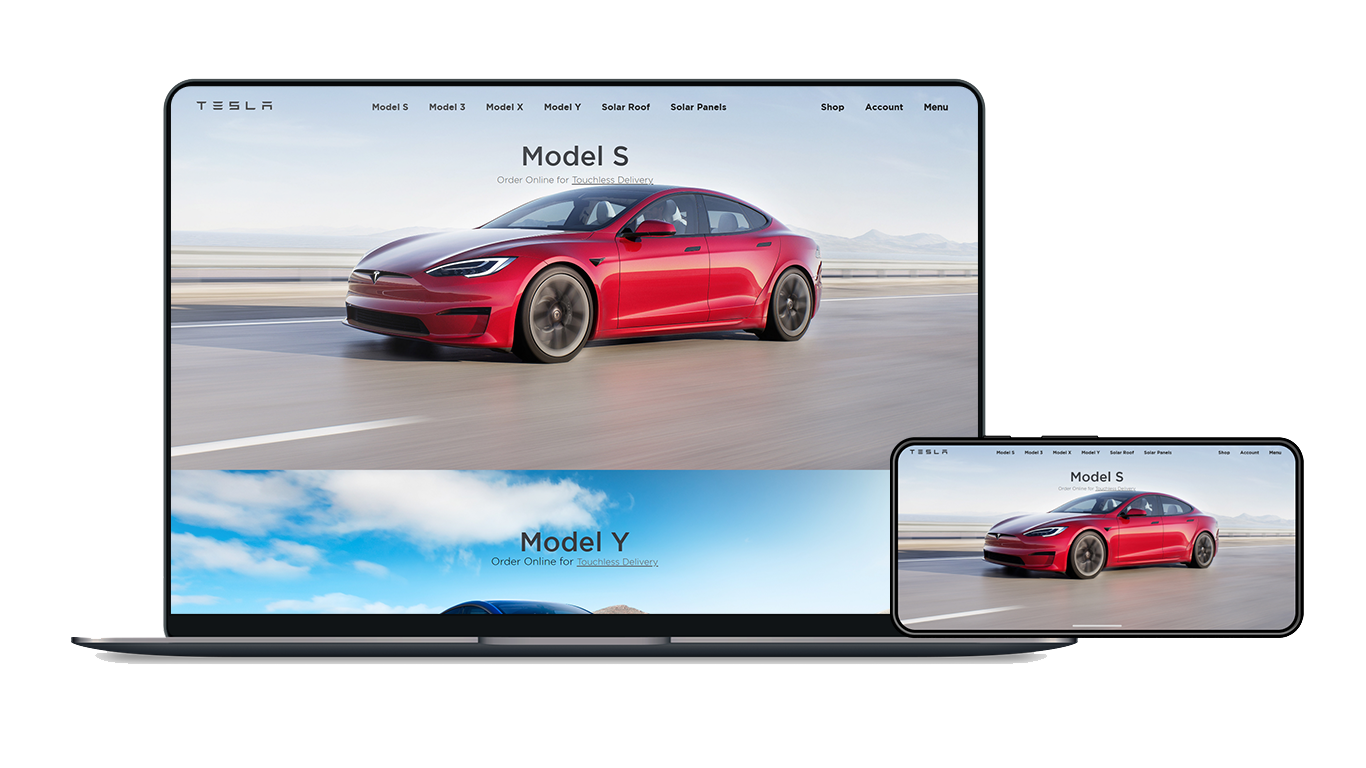 TESLA Model S Model 3 Model X Model Y Solar Roof Solar Panels Shop Account Menu
Model S
Order Online for Touchless Delivery
Model Y
Order Online for Touchless Delivery
TESLA Model S Model 3 Model X Model Y Solar Roof Solar Panels Shop Account Menu
Model S
Order Online for Touchless Delivery